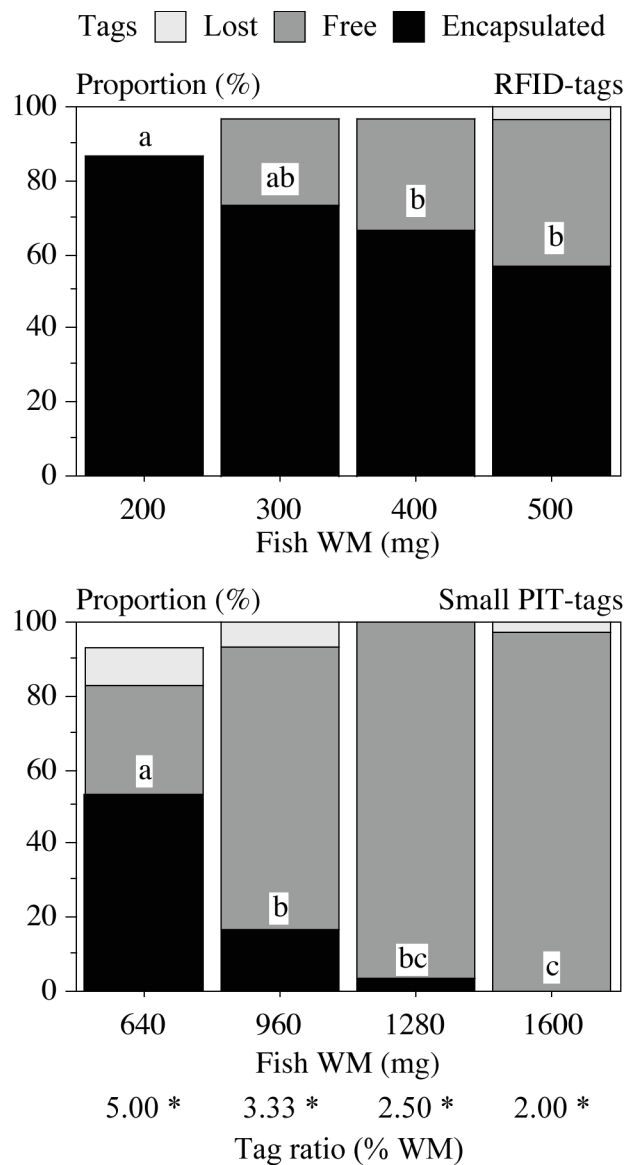 Tags Lost Free Encapsulated
Proportion (%) RFID-tags
100
a
80
ab
b
60
b
40
20
0
200 300 400 500
Fish WM (mg)
Proportion (%) Small PIT-tags
100
80
60
a
40
20
b
bc
c
0
640 960 1280 1600
Fish WM (mg)
5.00 * 3.33 * 2.50 * 2.00 *
Tag ratio (% WM)